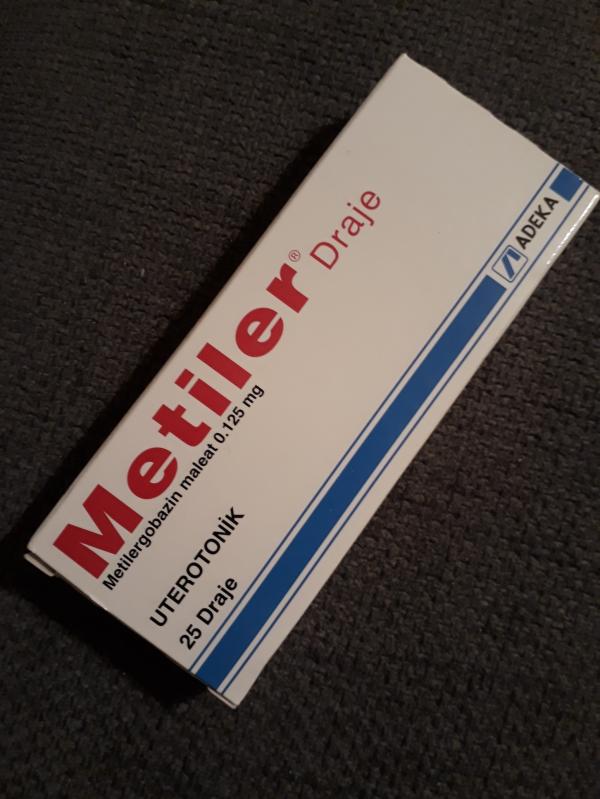 Metiler® Draje
Metilergobazin maleat 0.125 mg
UTEROTONİK
25 Draje
ADEKA